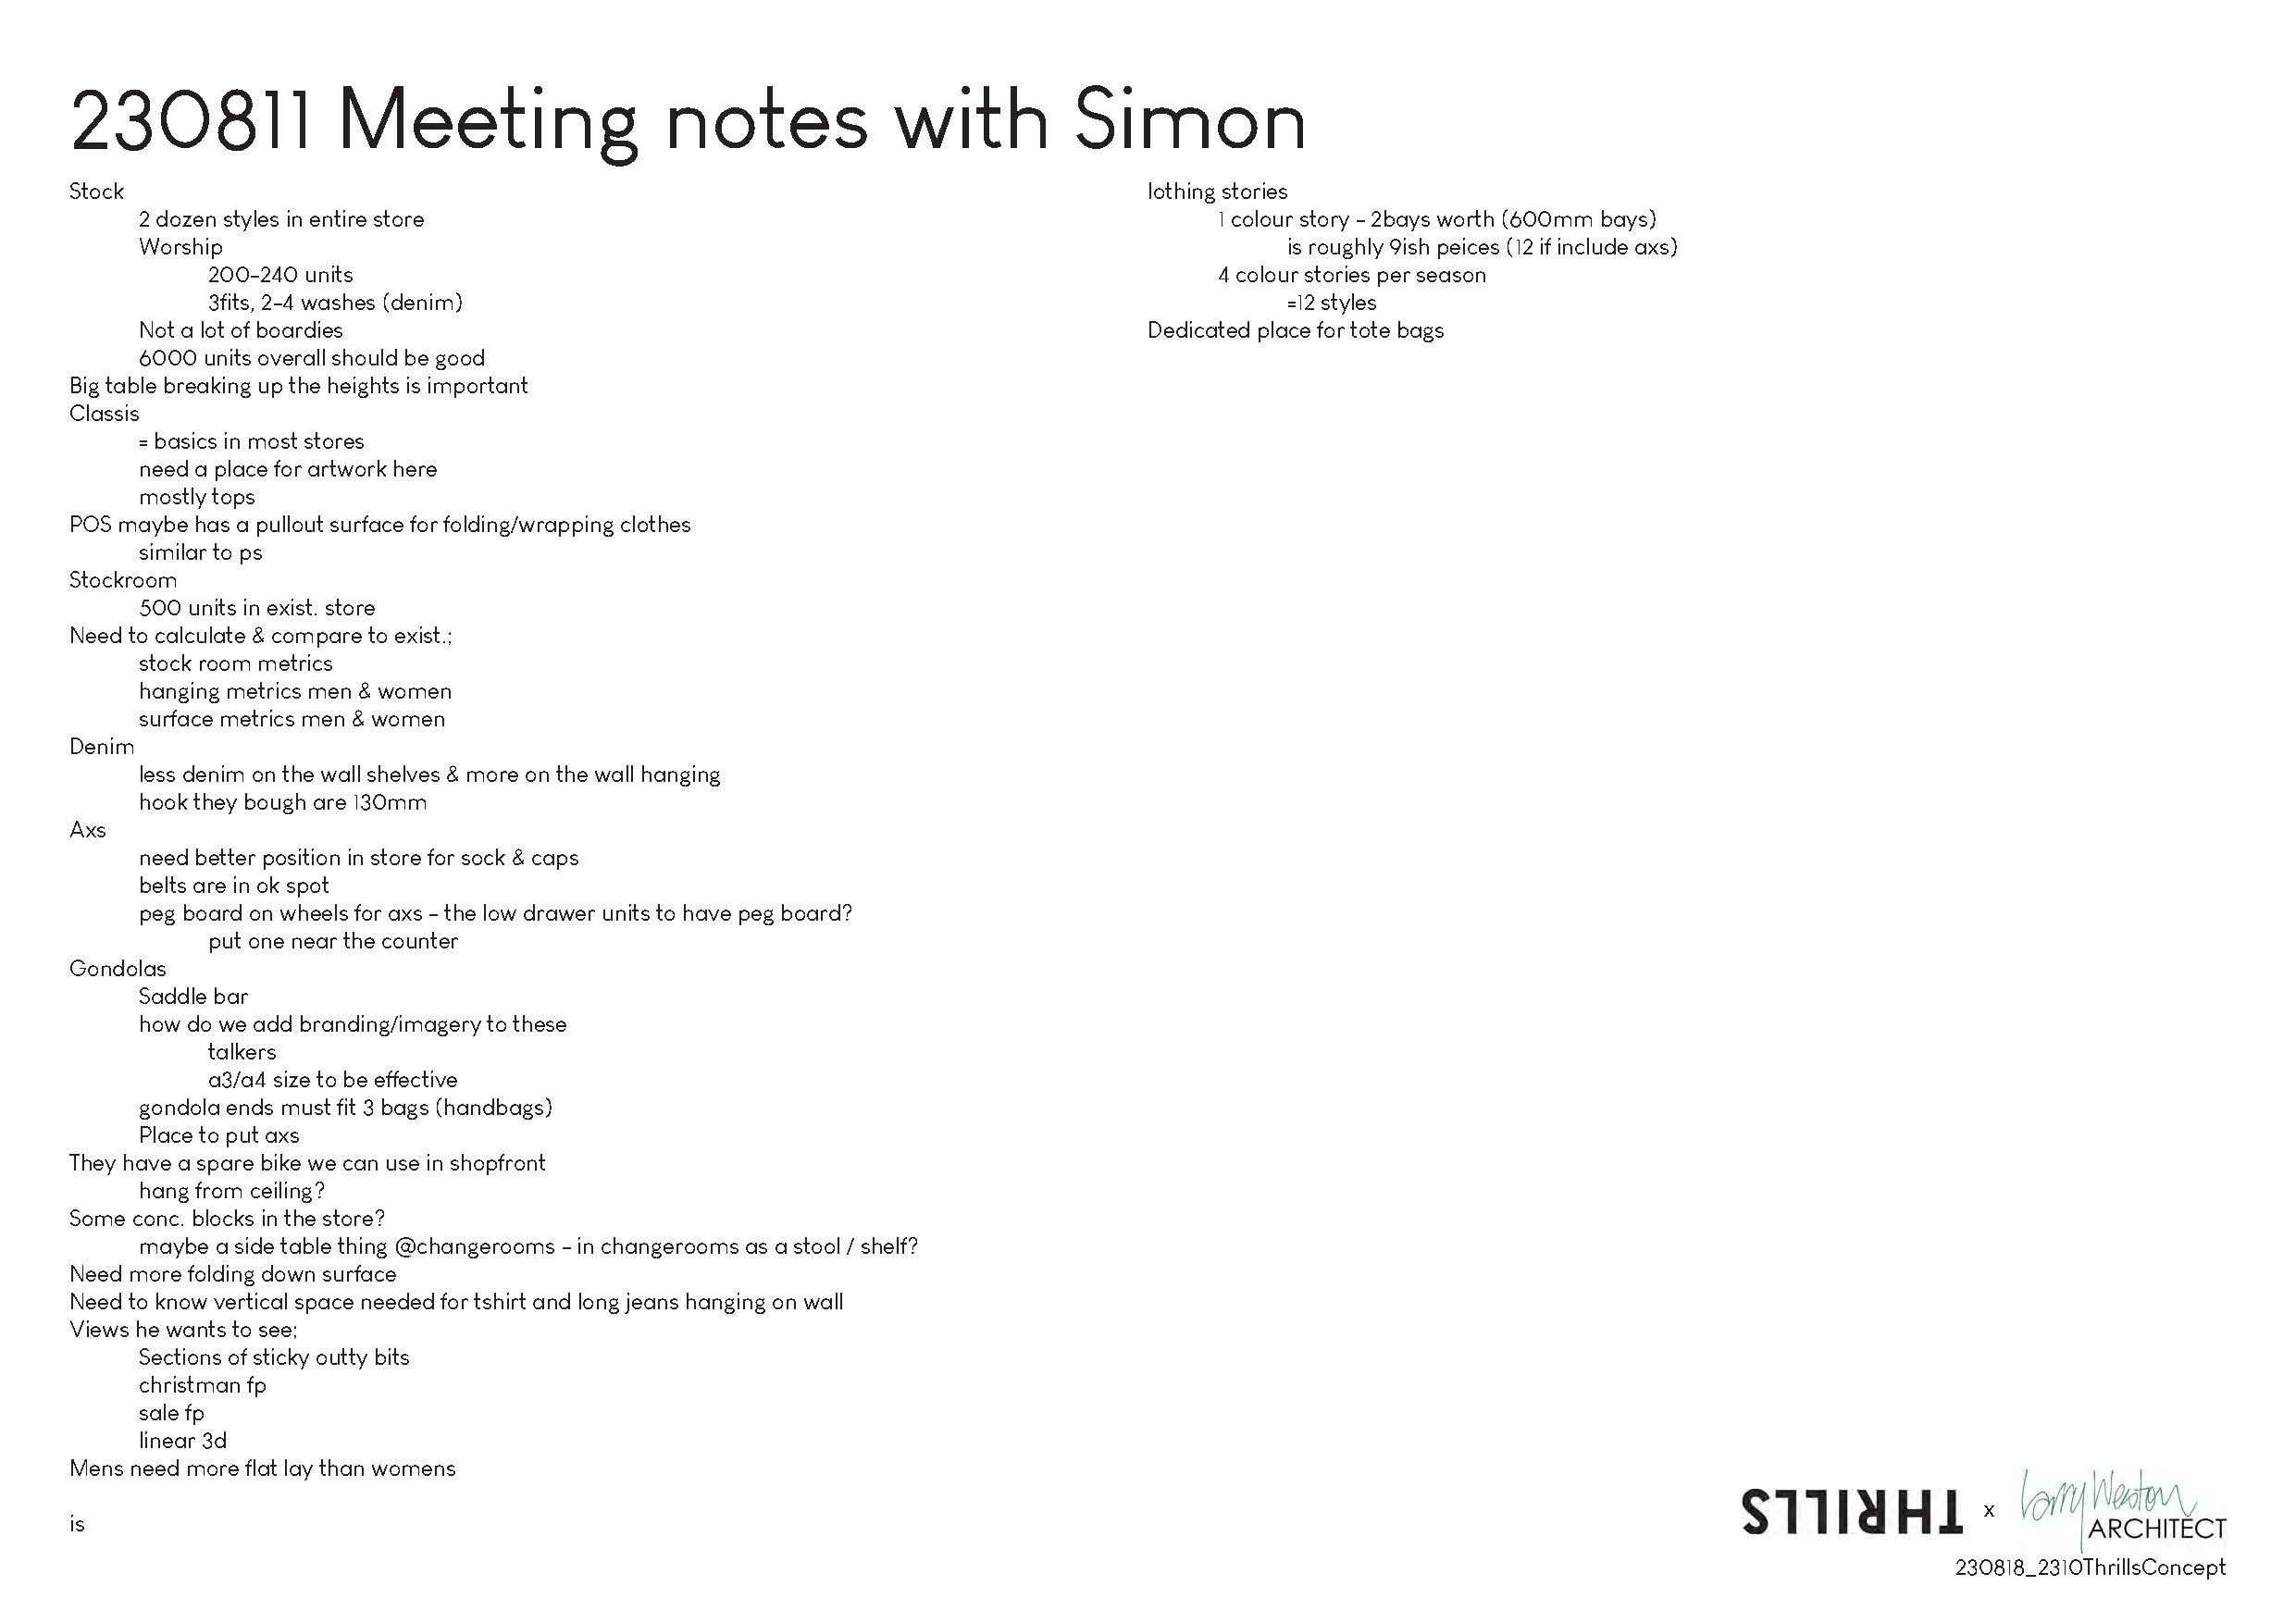 230811 Meeting notes with Simon
Stock
2 dozen styles in entire store
Worship
200-240 units
3fits, 2-4 washes (denim)
Not a lot of boardies
6000 units overall should be good
Big table breaking up the heights is important
Classis
= basics in most stores
need a place for artwork here
mostly tops
POS maybe has a pullout surface for folding/wrapping clothes
similar to ps
Stockroom
500 units in exist. store
Need to calculate & compare to exist.;
stock room metrics
hanging metrics men & women
surface metrics men & women
Denim
less denim on the wall shelves & more on the wall hanging
hook they bough are 130mm
Axs
need better position in store for sock & caps
belts are in ok spot
peg board on wheels for axs - the low drawer units to have peg board?
put one near the counter
Gondolas
Saddle bar
how do we add branding/imagery to these
talkers
a3/a4 size to be effective
gondola ends must fit 3 bags (handbags)
Place to put axs
They have a spare bike we can use in shopfront
hang from ceiling?
Some conc. blocks in the store?
maybe a side table thing @changerooms - in changerooms as a stool / shelf?
Need more folding down surface
Need to know vertical space needed for tshirt and long jeans hanging on wall
Views he wants to see;
Sections of sticky outty bits
christman fp
sale fp
linear 3d
Mens need more flat lay than womens
is
lothing stories
1 colour story - 2bays worth (600mm bays)
is roughly 9ish peices (12 if include axs)
4 colour stories per season
=12 styles
Dedicated place for tote bags
THRILLS x Larry Weston
ARCHITECT
230818_2310ThrillsConcept